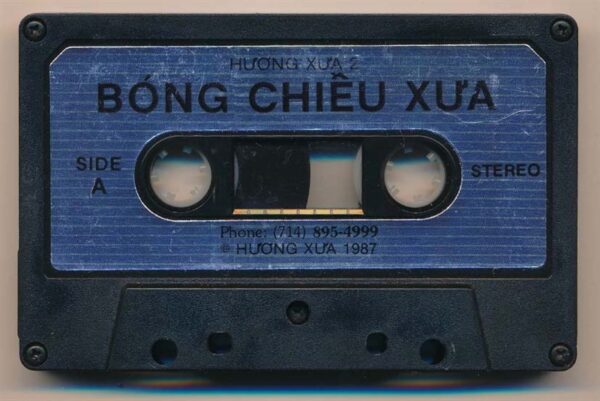 HƯƠNG XƯA 2
BÓNG CHIỀU XƯA
SIDE
A
STEREO
Phone: (714) 895-4999
© HƯƠNG XƯA 1987